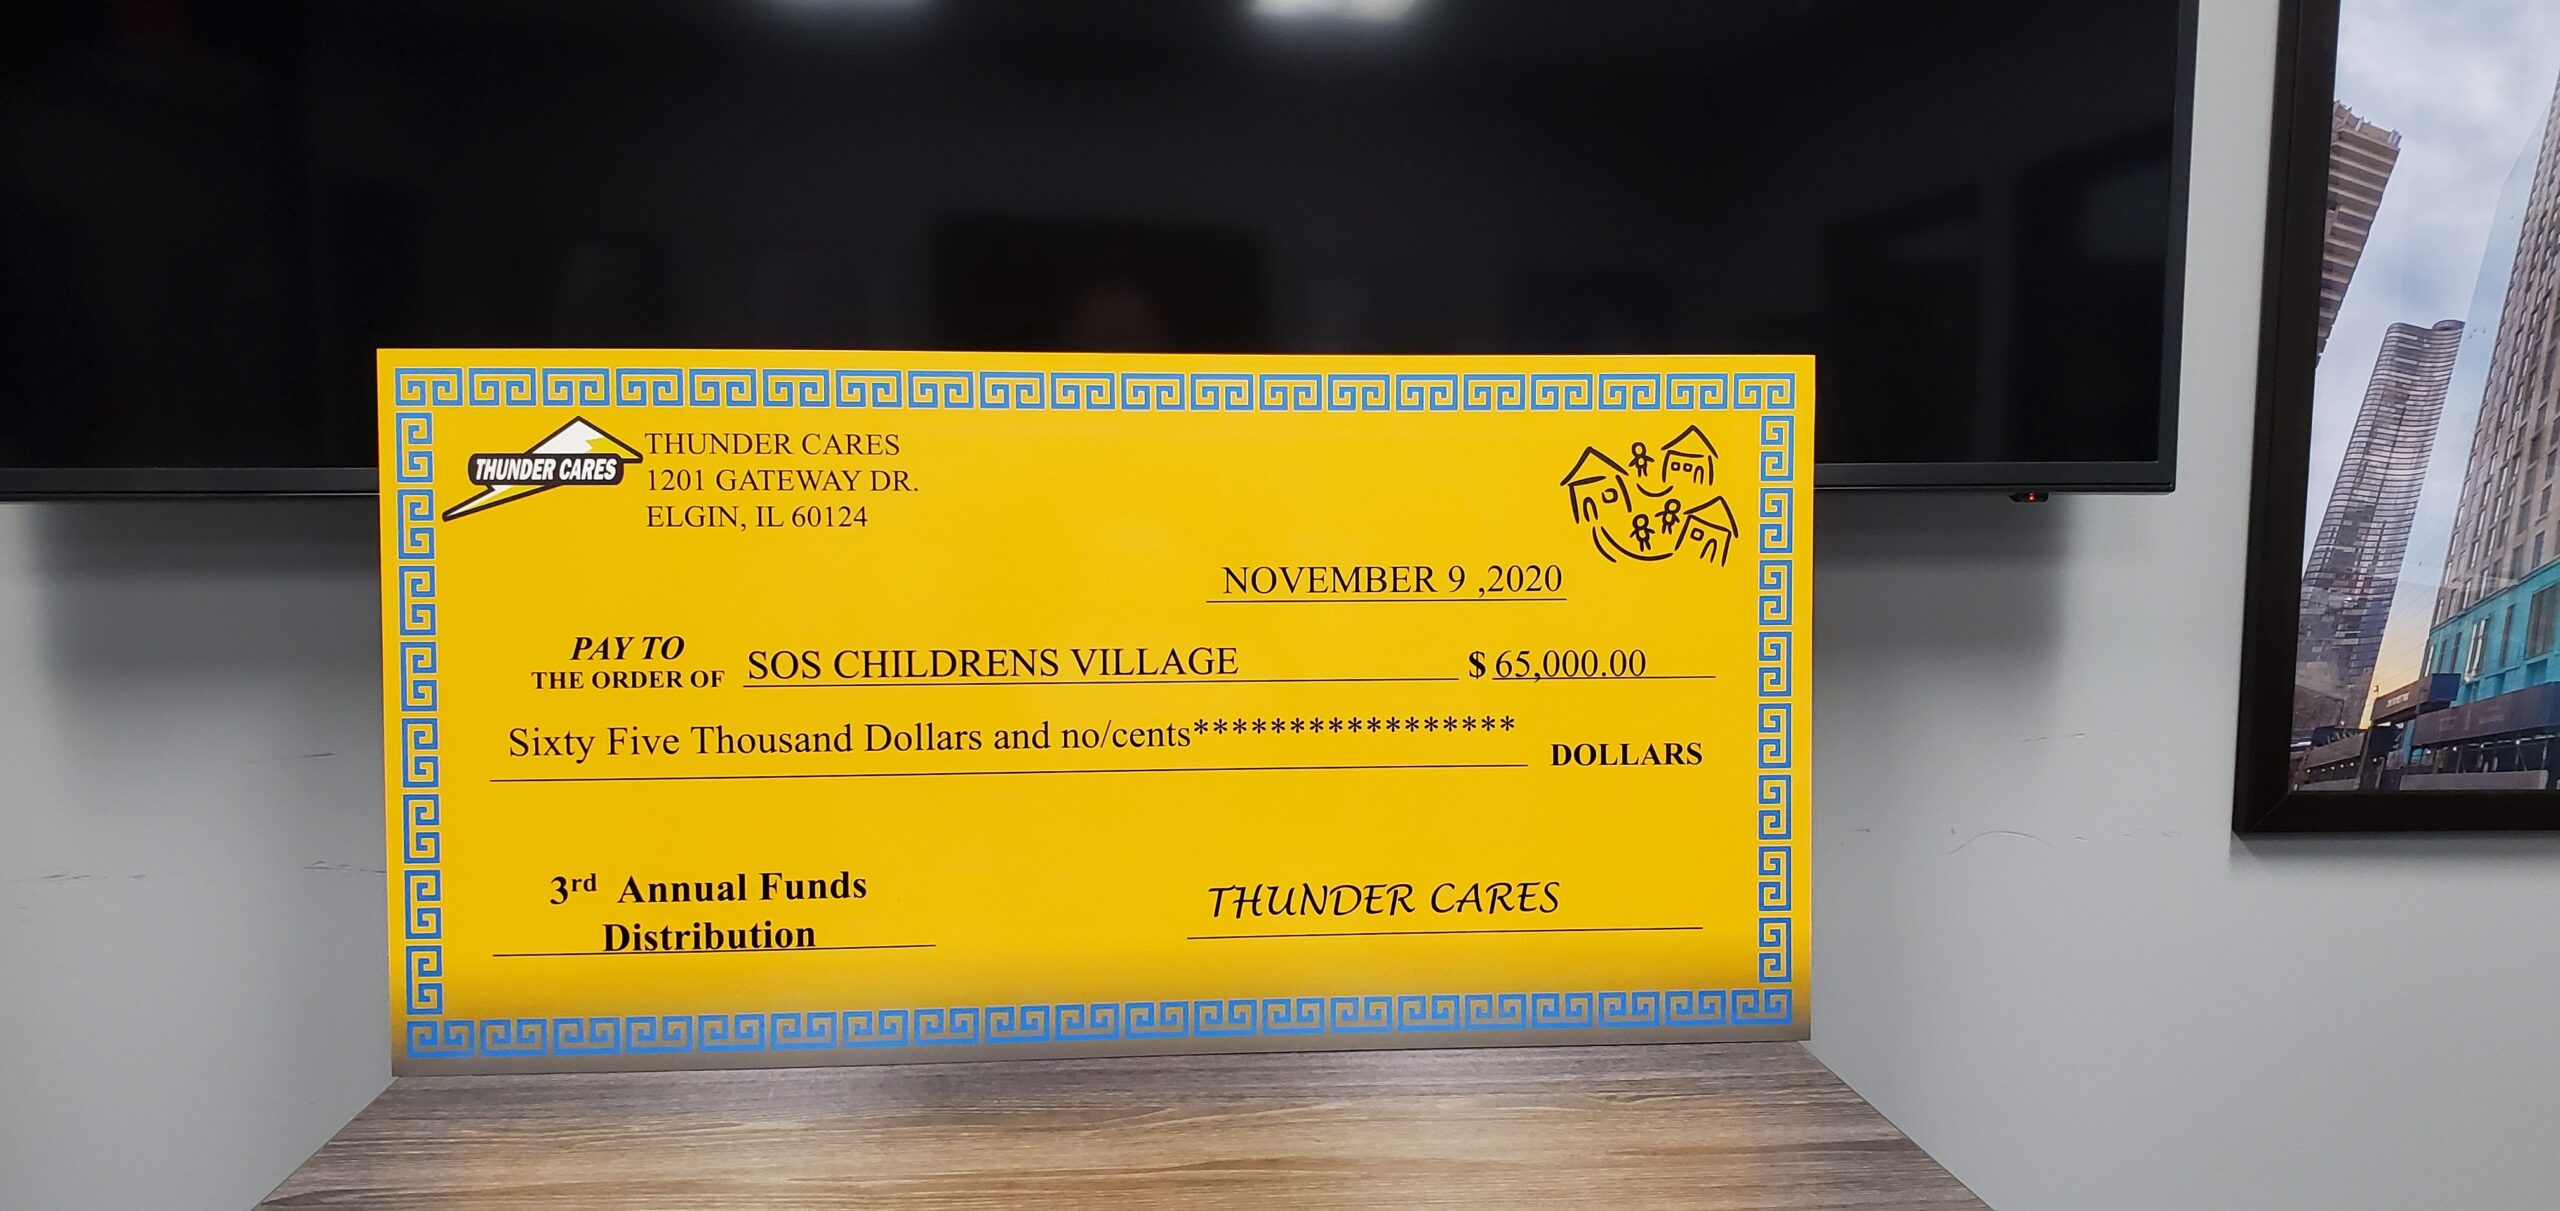 THUNDER CARES
THUNDER CARES
1201 GATEWAY DR.
ELGIN, IL 60124
NOVEMBER 9 ,2020
PAY TO
THE ORDER OF SOS CHILDRENS VILLAGE $ 65,000.00
Sixty Five Thousand Dollars and no/cents***************** DOLLARS
3rd Annual Funds
Distribution
THUNDER CARES